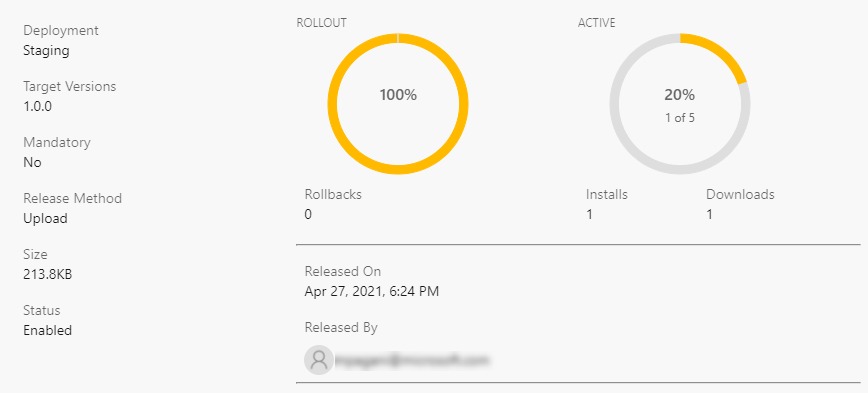 Deployment
Staging
Target Versions
1.0.0
Mandatory
No
Release Method
Upload
Size
213.8KB
Status
Enabled
ROLLOUT
100%
Rollbacks
0
ACTIVE
20%
1 of 5
Installs
1
Downloads
1
Released On
Apr 27, 2021, 6:24 PM
Released By